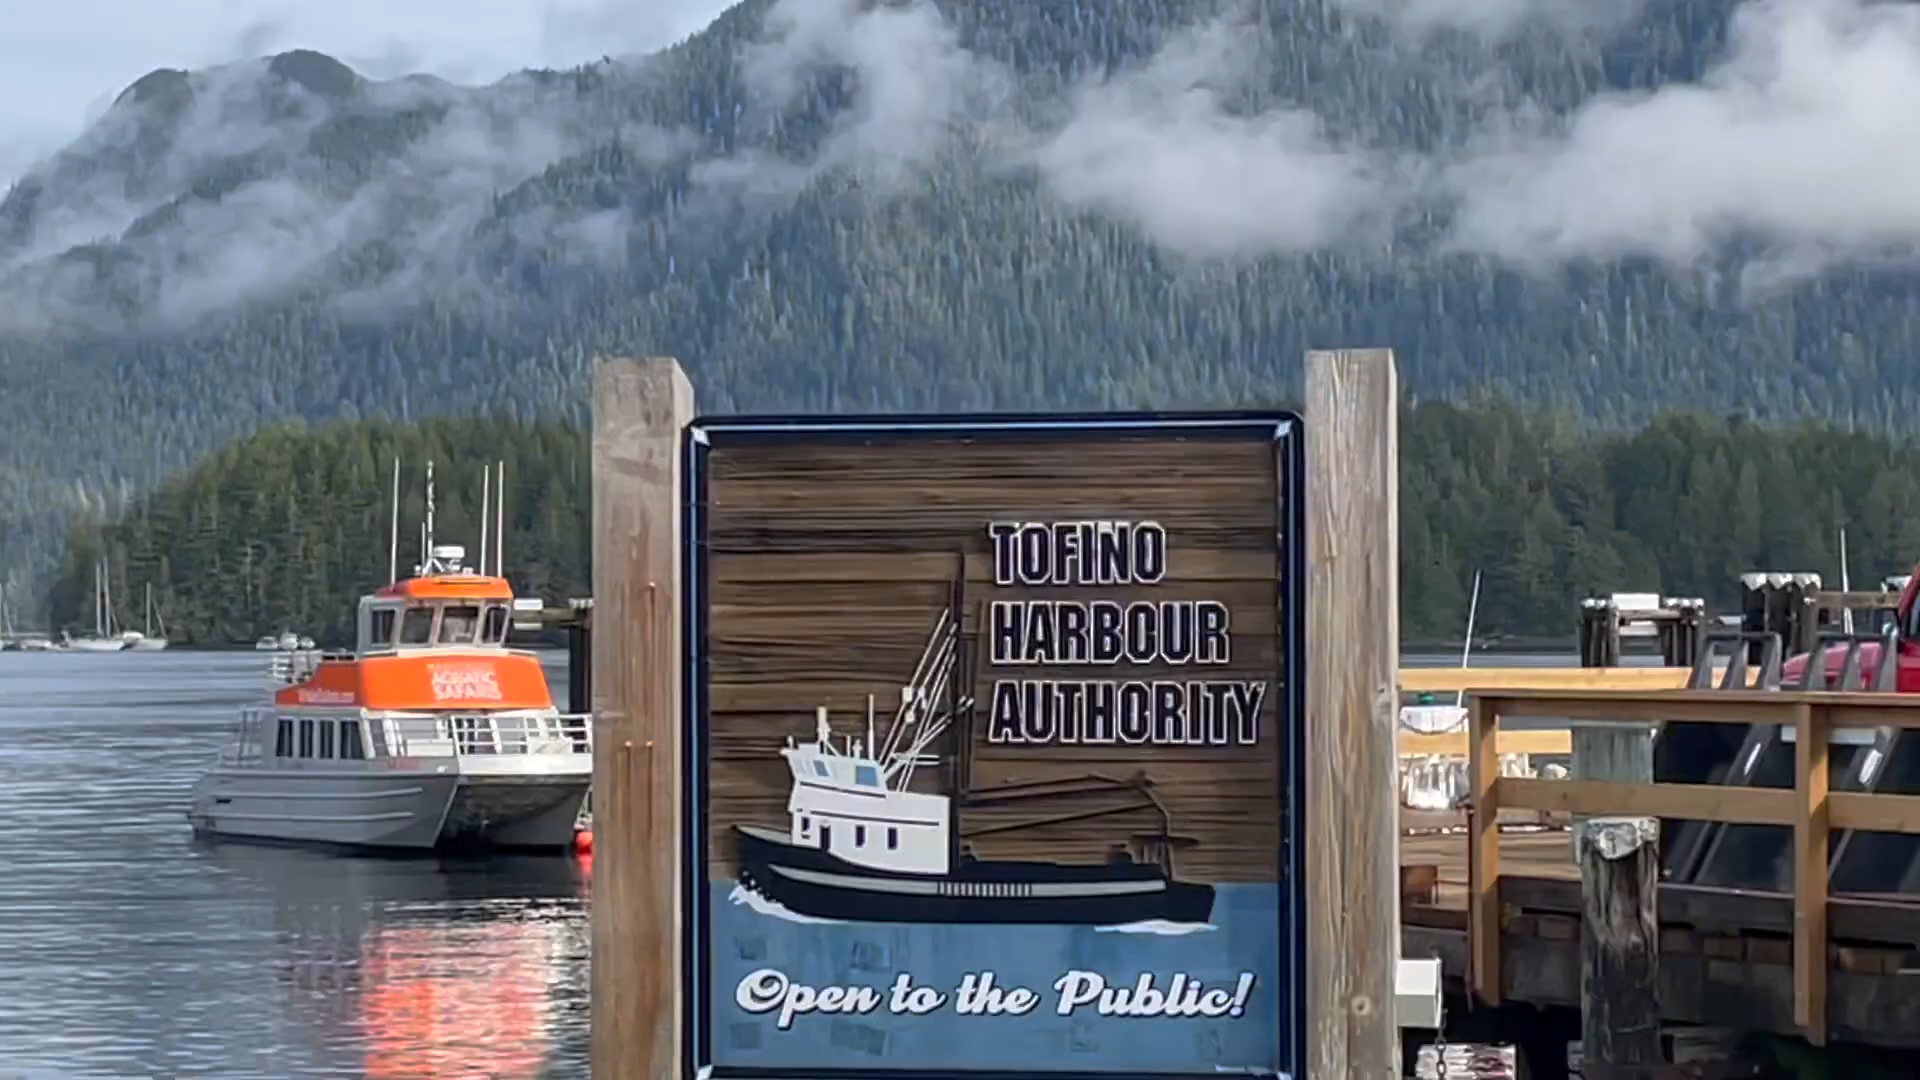 AQUATIC
SAFARIS
TOFINO
HARBOUR
AUTHORITY
Open to the Public!